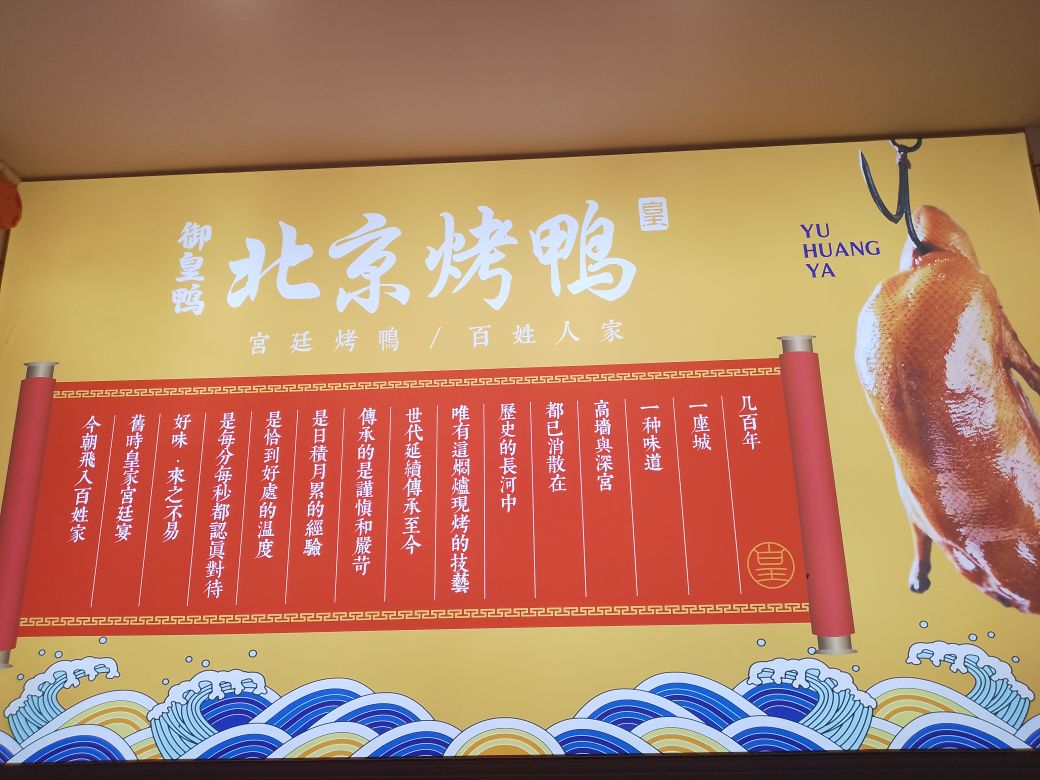 御皇鸭
北京烤鸭
皇
宮廷烤鴨 / 百姓人家
YU
HUANG
YA
几百年
一座城
一种味道
高墙與深宮
都已消散在
歷史的長河中
唯有這燜爐現烤的技藝
世代延續傳承至今
傳承的是謹慎和嚴苛
是日積月累的經驗
是恰到好處的温度
是每分每秒都認真對待
好味·來之不易
舊時皇家宮廷宴
今朝飛入百姓家
皇